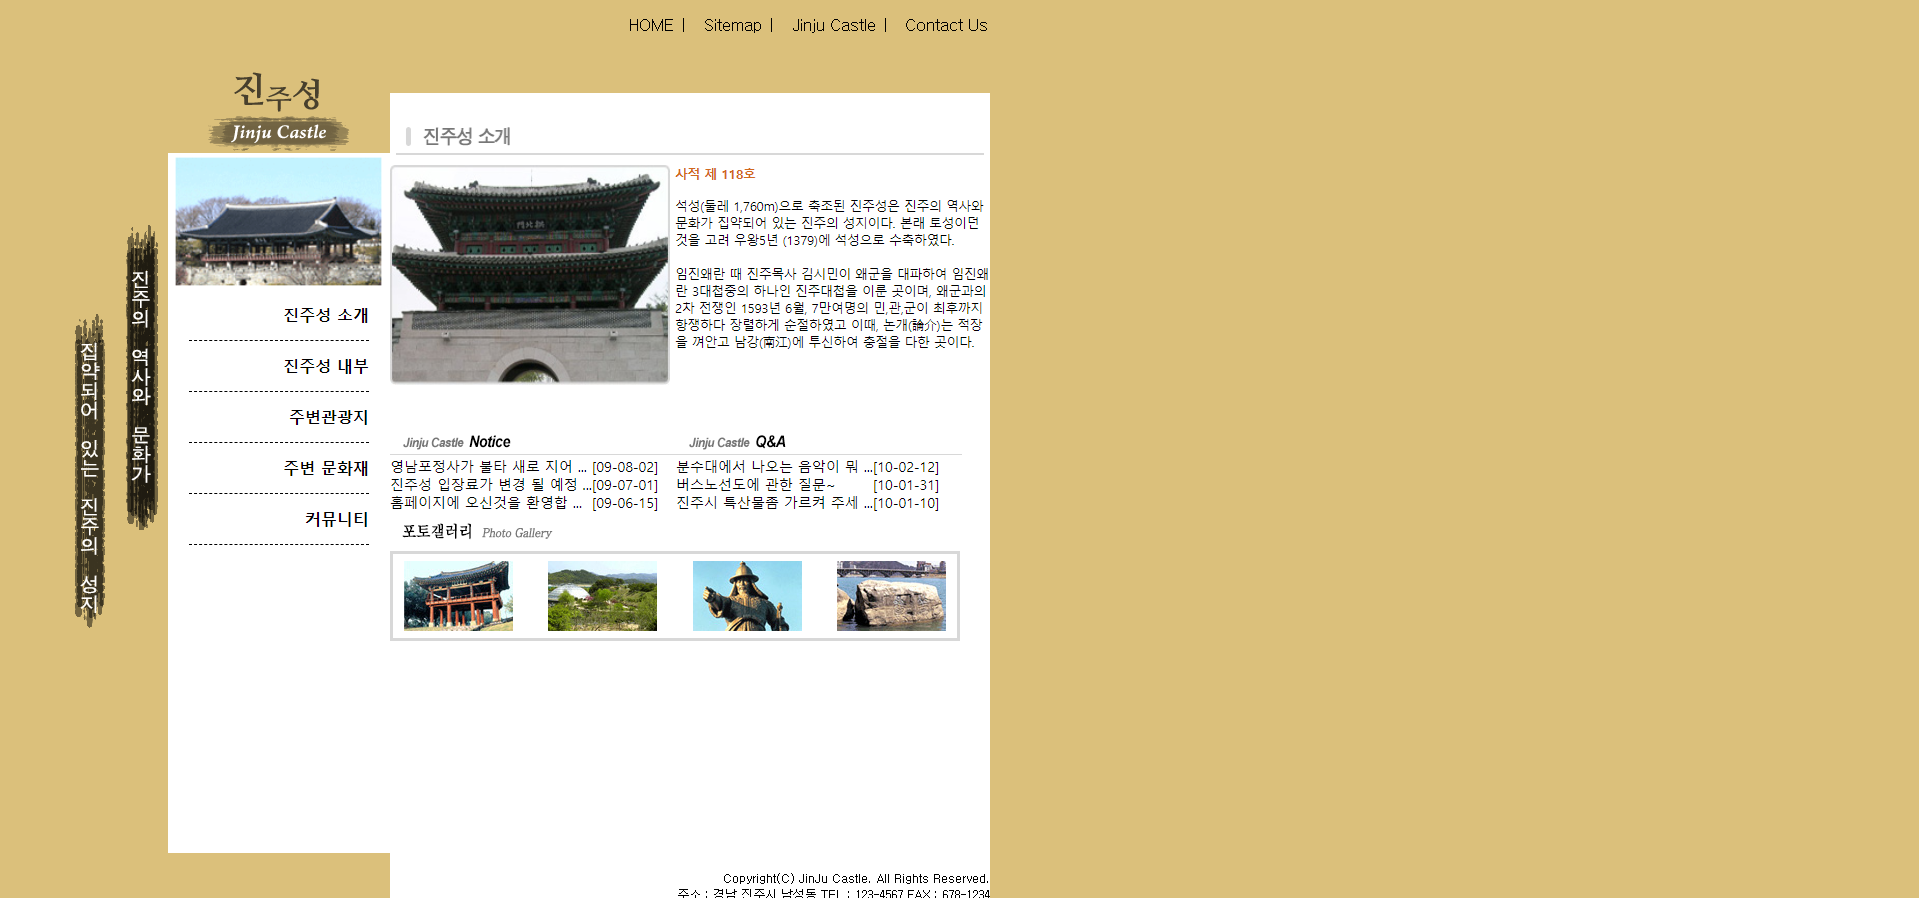 HOME | Sitemap | Jinju Castle | Contact Us
진주성
Jinju Castle
진주의 역사와 문화가
집약되어 있는 진주의 성지
진주성 소개
진주성 내부
주변관광지
주변 문화재
커뮤니티
진주성 소개
사적 제 118호
석성(둘레 1,760m)으로 축조된 진주성은 진주의 역사와
문화가 집약되어 있는 진주의 성지이다. 본래 토성이던
것을 고려 우왕5년 (1379)에 석성으로 수축하였다.
임진왜란 때 진주목사 김시민이 왜군을 대파하여 임진왜
란 3대첩중의 하나인 진주대첩을 이룬 곳이며, 왜군과의
2차 전쟁인 1593년 6월, 7만여명의 민,관,군이 최후까지
항쟁하다 장렬하게 순절하였고 이때, 논개(論介)는 적장
을 껴안고 남강(南江)에 투신하여 충절을 다한 곳이다.
Jinju Castle Notice
영남포정사가 불타 새로 지어 ... [09-08-02]
진주성 입장료가 변경 될 예정 ...[09-07-01]
홈페이지에 오신것을 환영합 ... [09-06-15]
Jinju Castle Q&A
분수대에서 나오는 음악이 뭐 ...[10-02-12]
버스노선도에 관한 질문~ [10-01-31]
진주시 특산물좀 가르켜 주세 ...[10-01-10]
포토갤러리 Photo Gallery
Copyright(C) JinJu Castle. All Rights Reserved.
주소 : 경남 진주시 남성동 TEL : 123-4567 FAX : 678-1234